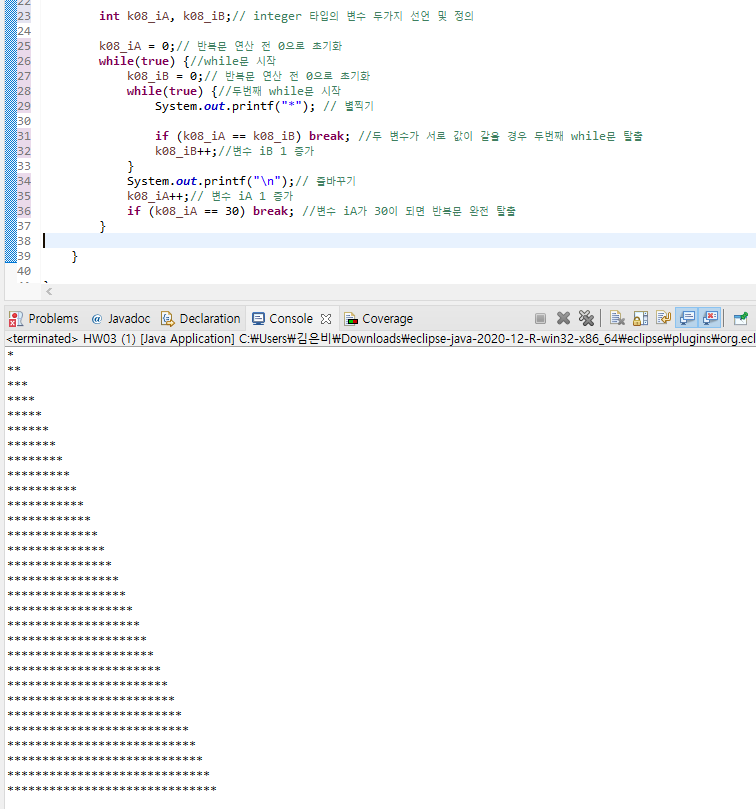 22
23 int k08_iA, k08_iB;// integer 타입의 변수 두가지 선언 및 정의
24
25 k08_iA = 0;// 반복문 연산 전 0으로 초기화
26 while(true) {//while문 시작
27 k08_iB = 0;// 반복문 연산 전 0으로 초기화
28 while(true) {//두번째 while문 시작
29 System.out.printf("*"); // 별찍기
30
31 if (k08_iA == k08_iB) break; //두 변수가 서로 값이 같을 경우 두번째 while문 탈출
32 k08_iB++;//변수 iB 1 증가
33 }
34 System.out.printf("\n");// 줄바꾸기
35 k08_iA++;// 변수 iA 1 증가
36 if (k08_iA == 30) break; //변수 iA가 30이 되면 반복문 완전 탈출
37 }
38
39 }
40
Problems @ Javadoc Declaration Console Coverage
<terminated> HW03 (1) [Java Application] C:₩Users₩김은비₩Downloads₩eclipse-java-2020-12-R-win32-x86_64₩eclipse₩plugins₩org.ecl
*
**
***
****
*****
******
*******
********
*********
**********
***********
************
*************
**************
***************
****************
*****************
******************
*******************
********************
*********************
**********************
***********************
************************
*************************
**************************
***************************
****************************
*****************************
******************************